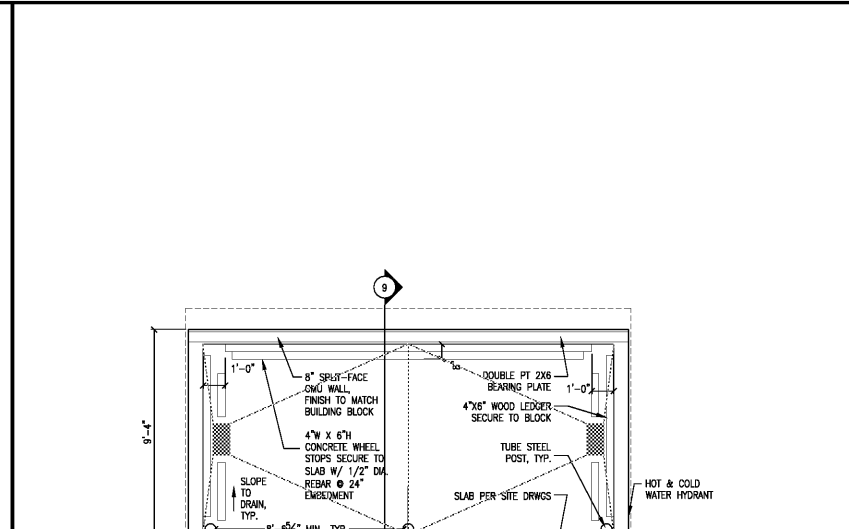 9
9'-4"
1'-0"
8" SPLIT-FACE
CMU WALL,
FINISH TO MATCH
BUILDING BLOCK
8"
DOUBLE PT 2X6
BEARING PLATE
1'-0"
4"X6" WOOD LEDGER
SECURE TO BLOCK
4"W X 6"H
CONCRETE WHEEL
STOPS SECURE TO
SLAB W/ 1/2" DIA.
REBAR @ 24"
EMBEDMENT
TUBE STEEL
POST, TYP.
SLOPE
TO
DRAIN,
TYP.
SLAB PER SITE DRWGS
HOT & COLD
WATER HYDRANT
MIN. TYP.